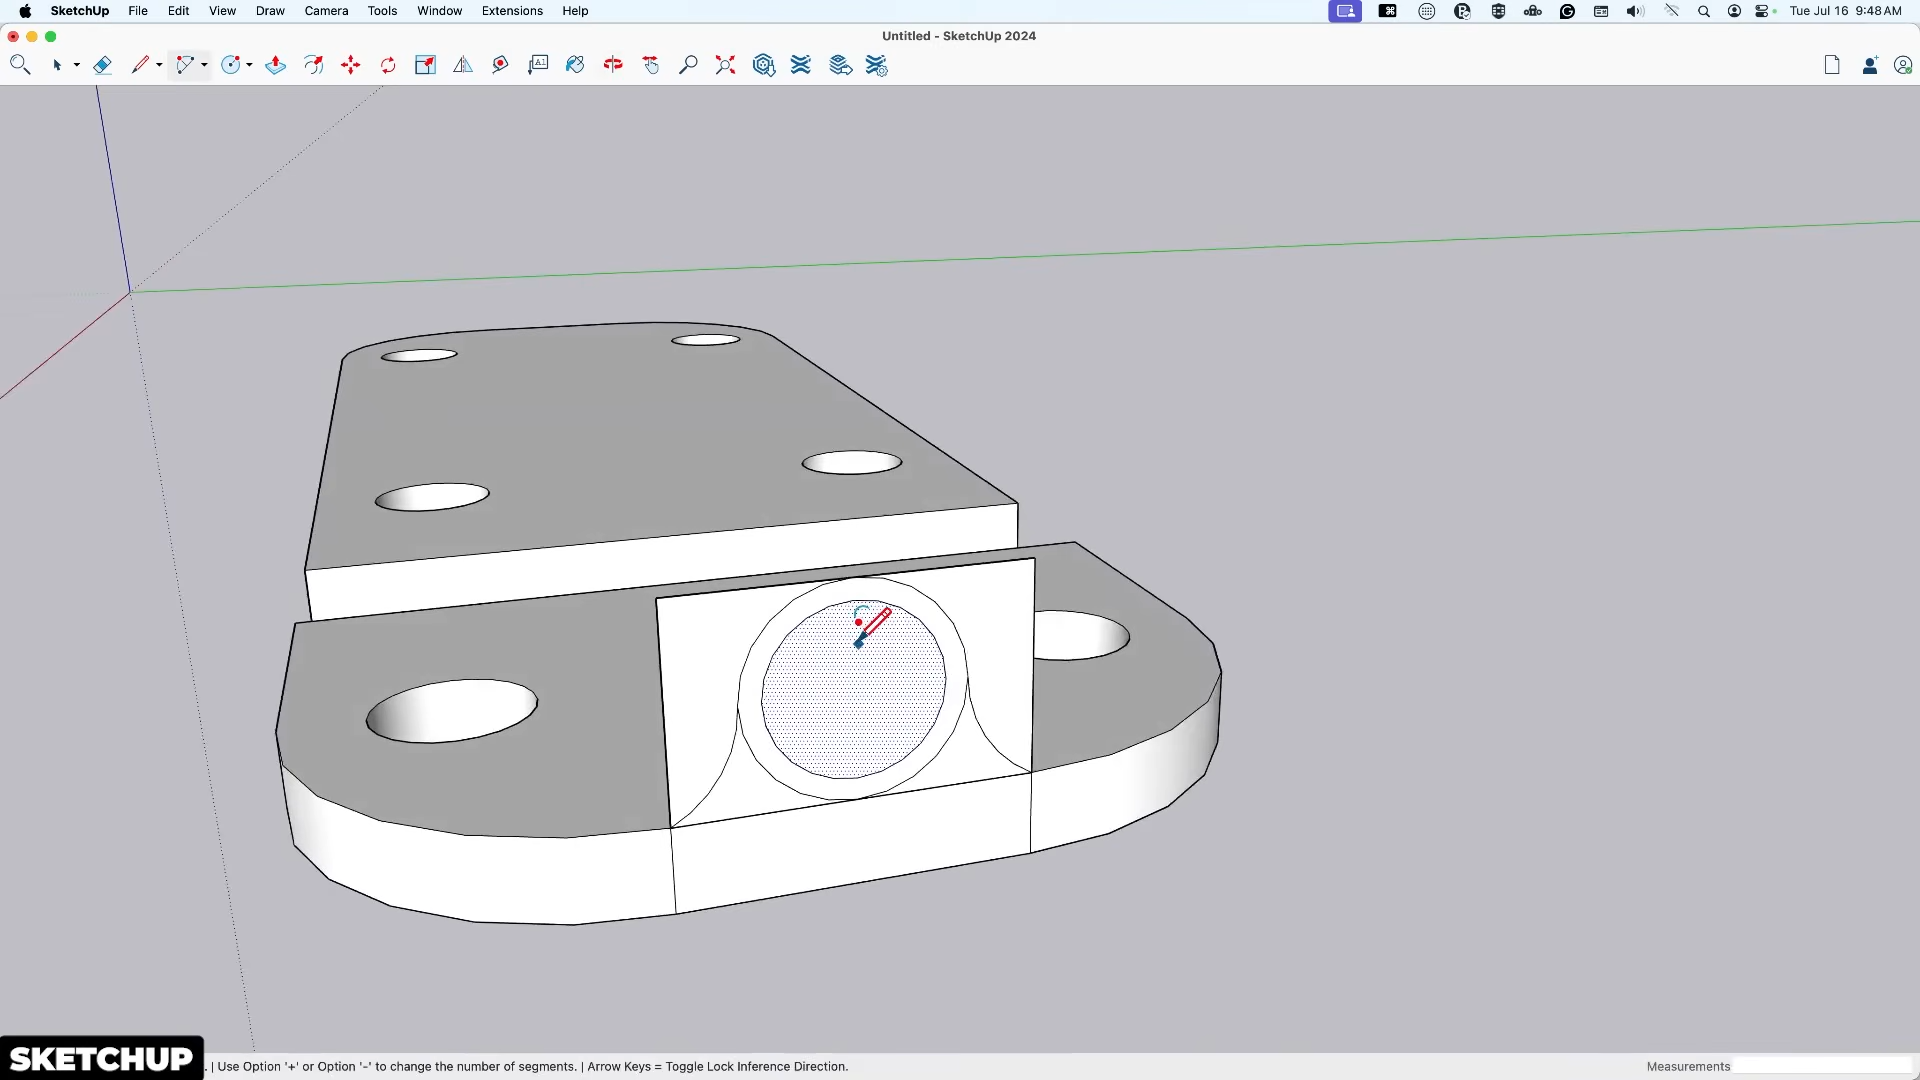 SketchUp File Edit View Draw Camera Tools Window Extensions Help Tue Jul 16 9:48 AM
Untitled - SketchUp 2024
A1
SKETCHUP . | Use Option '+' or Option '-' to change the number of segments. | Arrow Keys = Toggle Lock Inference Direction. Measurements